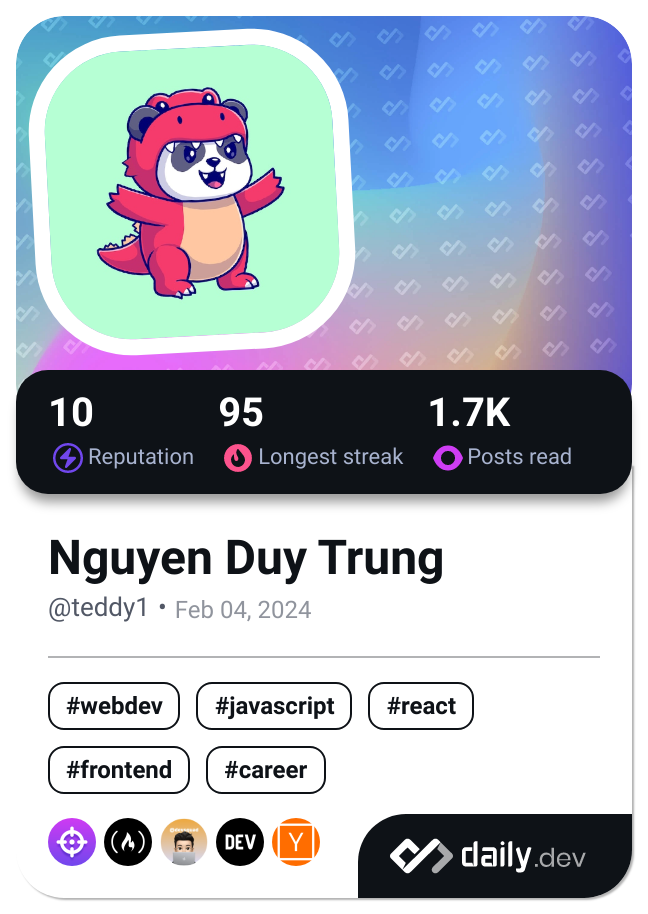 10 95 1.7K
Reputation Longest streak Posts read
Nguyen Duy Trung
@teddy1 • Feb 04, 2024
#webdev #javascript #react
#frontend #career
DEV Y
daily.dev